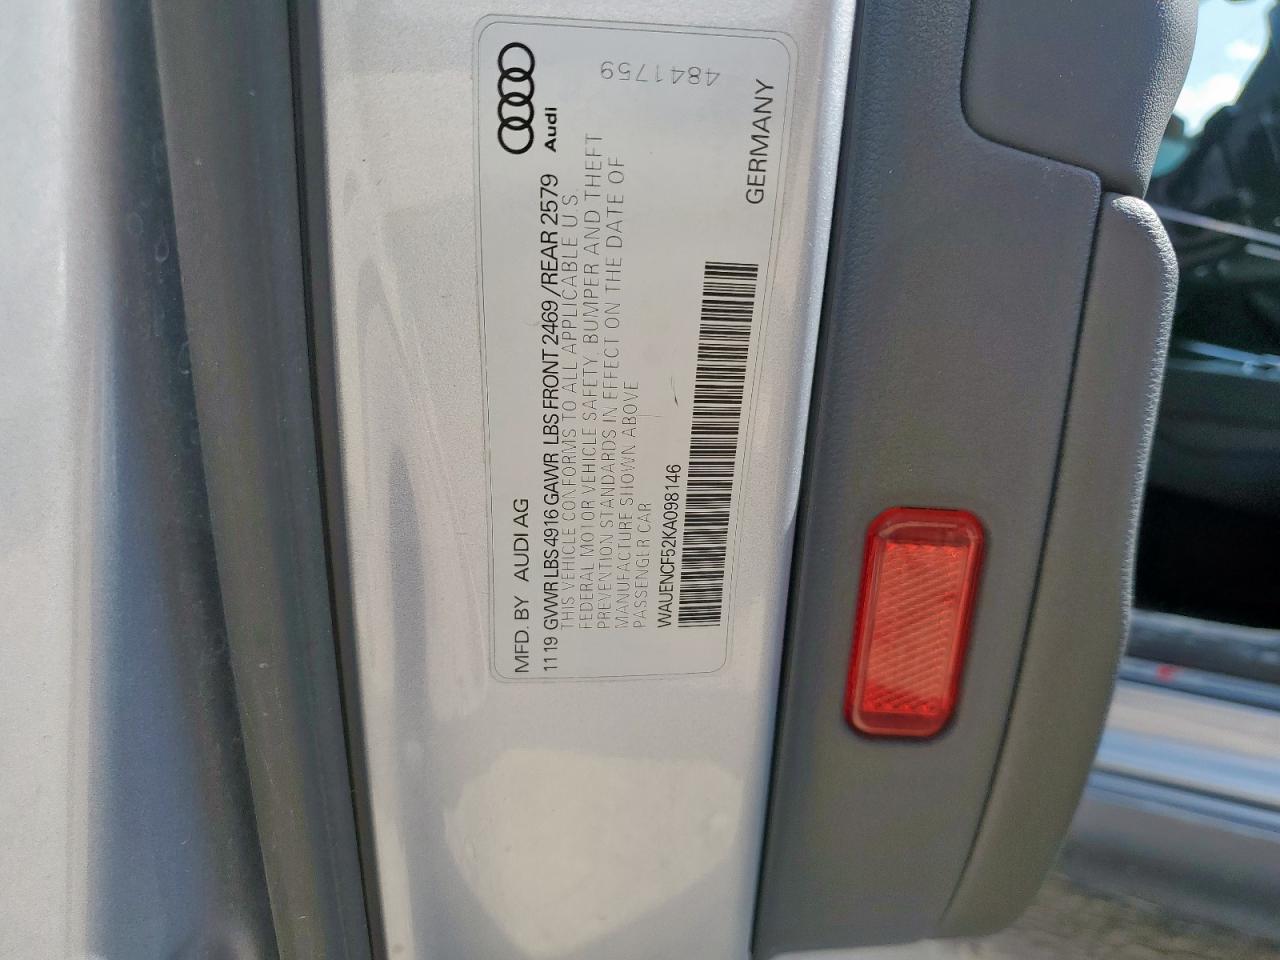 MFD. BY AUDI AG
Audi
11 19 GVWR LBS 4916 GAWR LBS FRONT 2469 /REAR 2579
THIS VEHICLE CONFORMS TO ALL APPLICABLE U.S.
FEDERAL MOTOR VEHICLE SAFETY, BUMPER AND THEFT
PREVENTION STANDARDS IN EFFECT ON THE DATE OF
MANUFACTURE SHOWN ABOVE
PASSENGER CAR
WAUENCF52KA098146
GERMANY
4841759